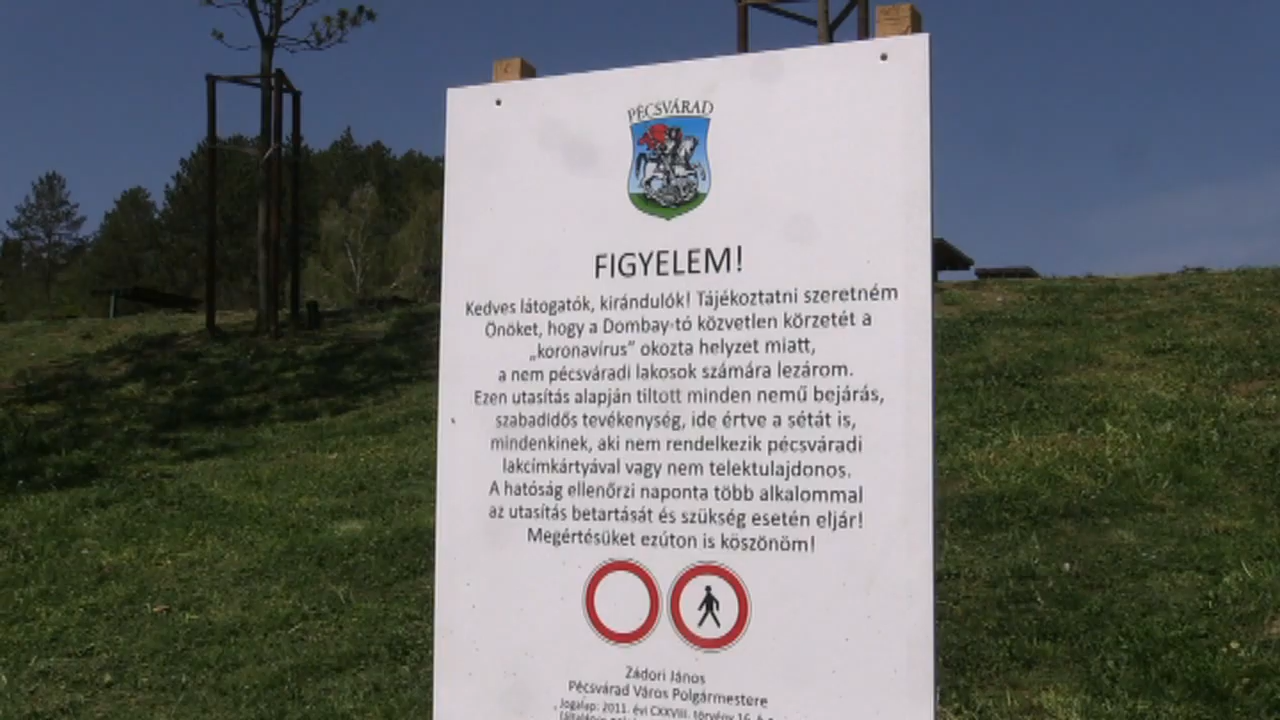 PÉCSVÁRAD
FIGYELEM!
Kedves látogatók, kirándulók! Tájékoztatni szeretném
Önöket, hogy a Dombay-tó közvetlen körzetét a
„koronavírus” okozta helyzet miatt,
a nem pécsváradi lakosok számára lezárom.
Ezen utasítás alapján tiltott minden nemű bejárás,
szabadidős tevékenység, ide értve a sétát is,
mindenkinek, aki nem rendelkezik pécsváradi
lakcímkártyával vagy nem telektulajdonos.
A hatóság ellenőrzi naponta több alkalommal
az utasítás betartását és szükség esetén eljár!
Megértésüket ezúton is köszönöm!
Zádori János
Pécsvárad Város Polgármestere
Jogalap: 2011. évi CXXVIII. törvény 16. §